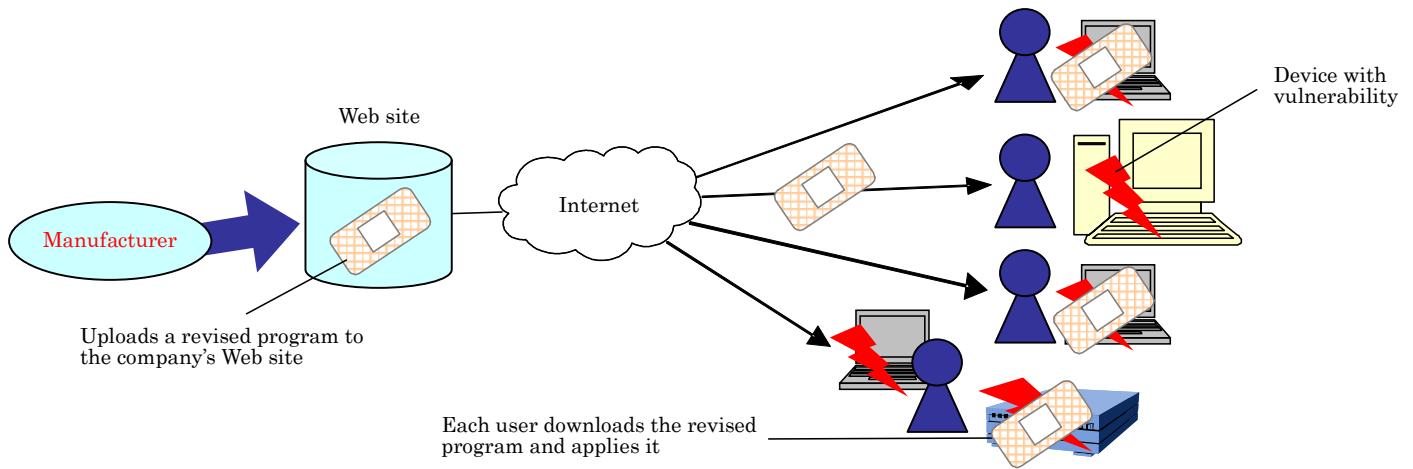 Web site
Device with
vulnerability
Internet
Manufacturer
Uploads a revised program to
the company's Web site
Each user downloads the revised
program and applies it